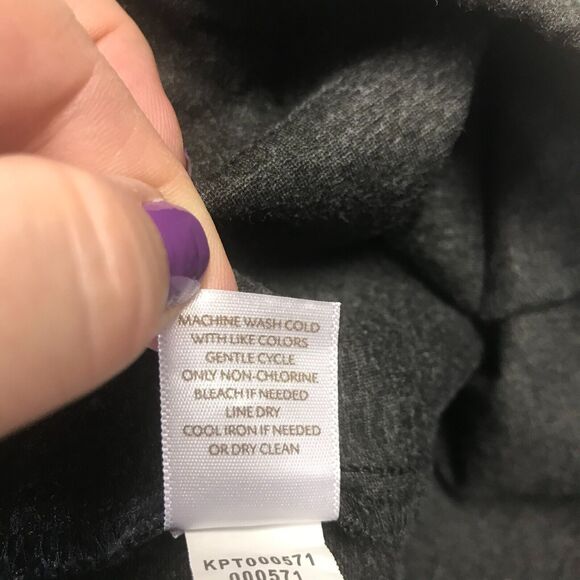 MACHINE WASH COLD
WITH LIKE COLORS
GENTLE CYCLE
ONLY NON-CHLORINE
BLEACH IF NEEDED
LINE DRY
COOL IRON IF NEEDED
OR DRY CLEAN
KPT000571
000571